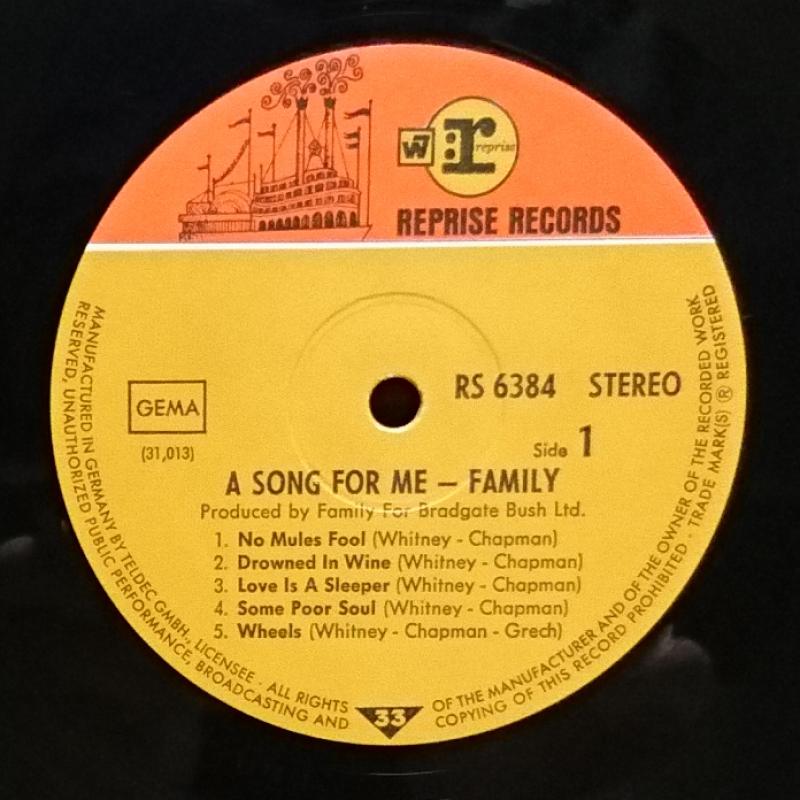 W7 r reprise
REPRISE RECORDS
GEMA
(31,013)
RS 6384 STEREO
Side 1
A SONG FOR ME — FAMILY
Produced by Family For Bradgate Bush Ltd.
1. No Mules Fool (Whitney - Chapman)
2. Drowned In Wine (Whitney - Chapman)
3. Love Is A Sleeper (Whitney - Chapman)
4. Some Poor Soul (Whitney - Chapman)
5. Wheels (Whitney - Chapman - Grech)
33
MANUFACTURED IN GERMANY BY TELDEC GMBH., LICENSEE · ALL RIGHTS
RESERVED, UNAUTHORIZED PUBLIC PERFORMANCE, BROADCASTING AND
OF THE MANUFACTURER AND OF THE OWNER OF THE RECORDED WORK
COPYING OF THIS RECORD PROHIBITED · TRADE MARK(S) ® REGISTERED